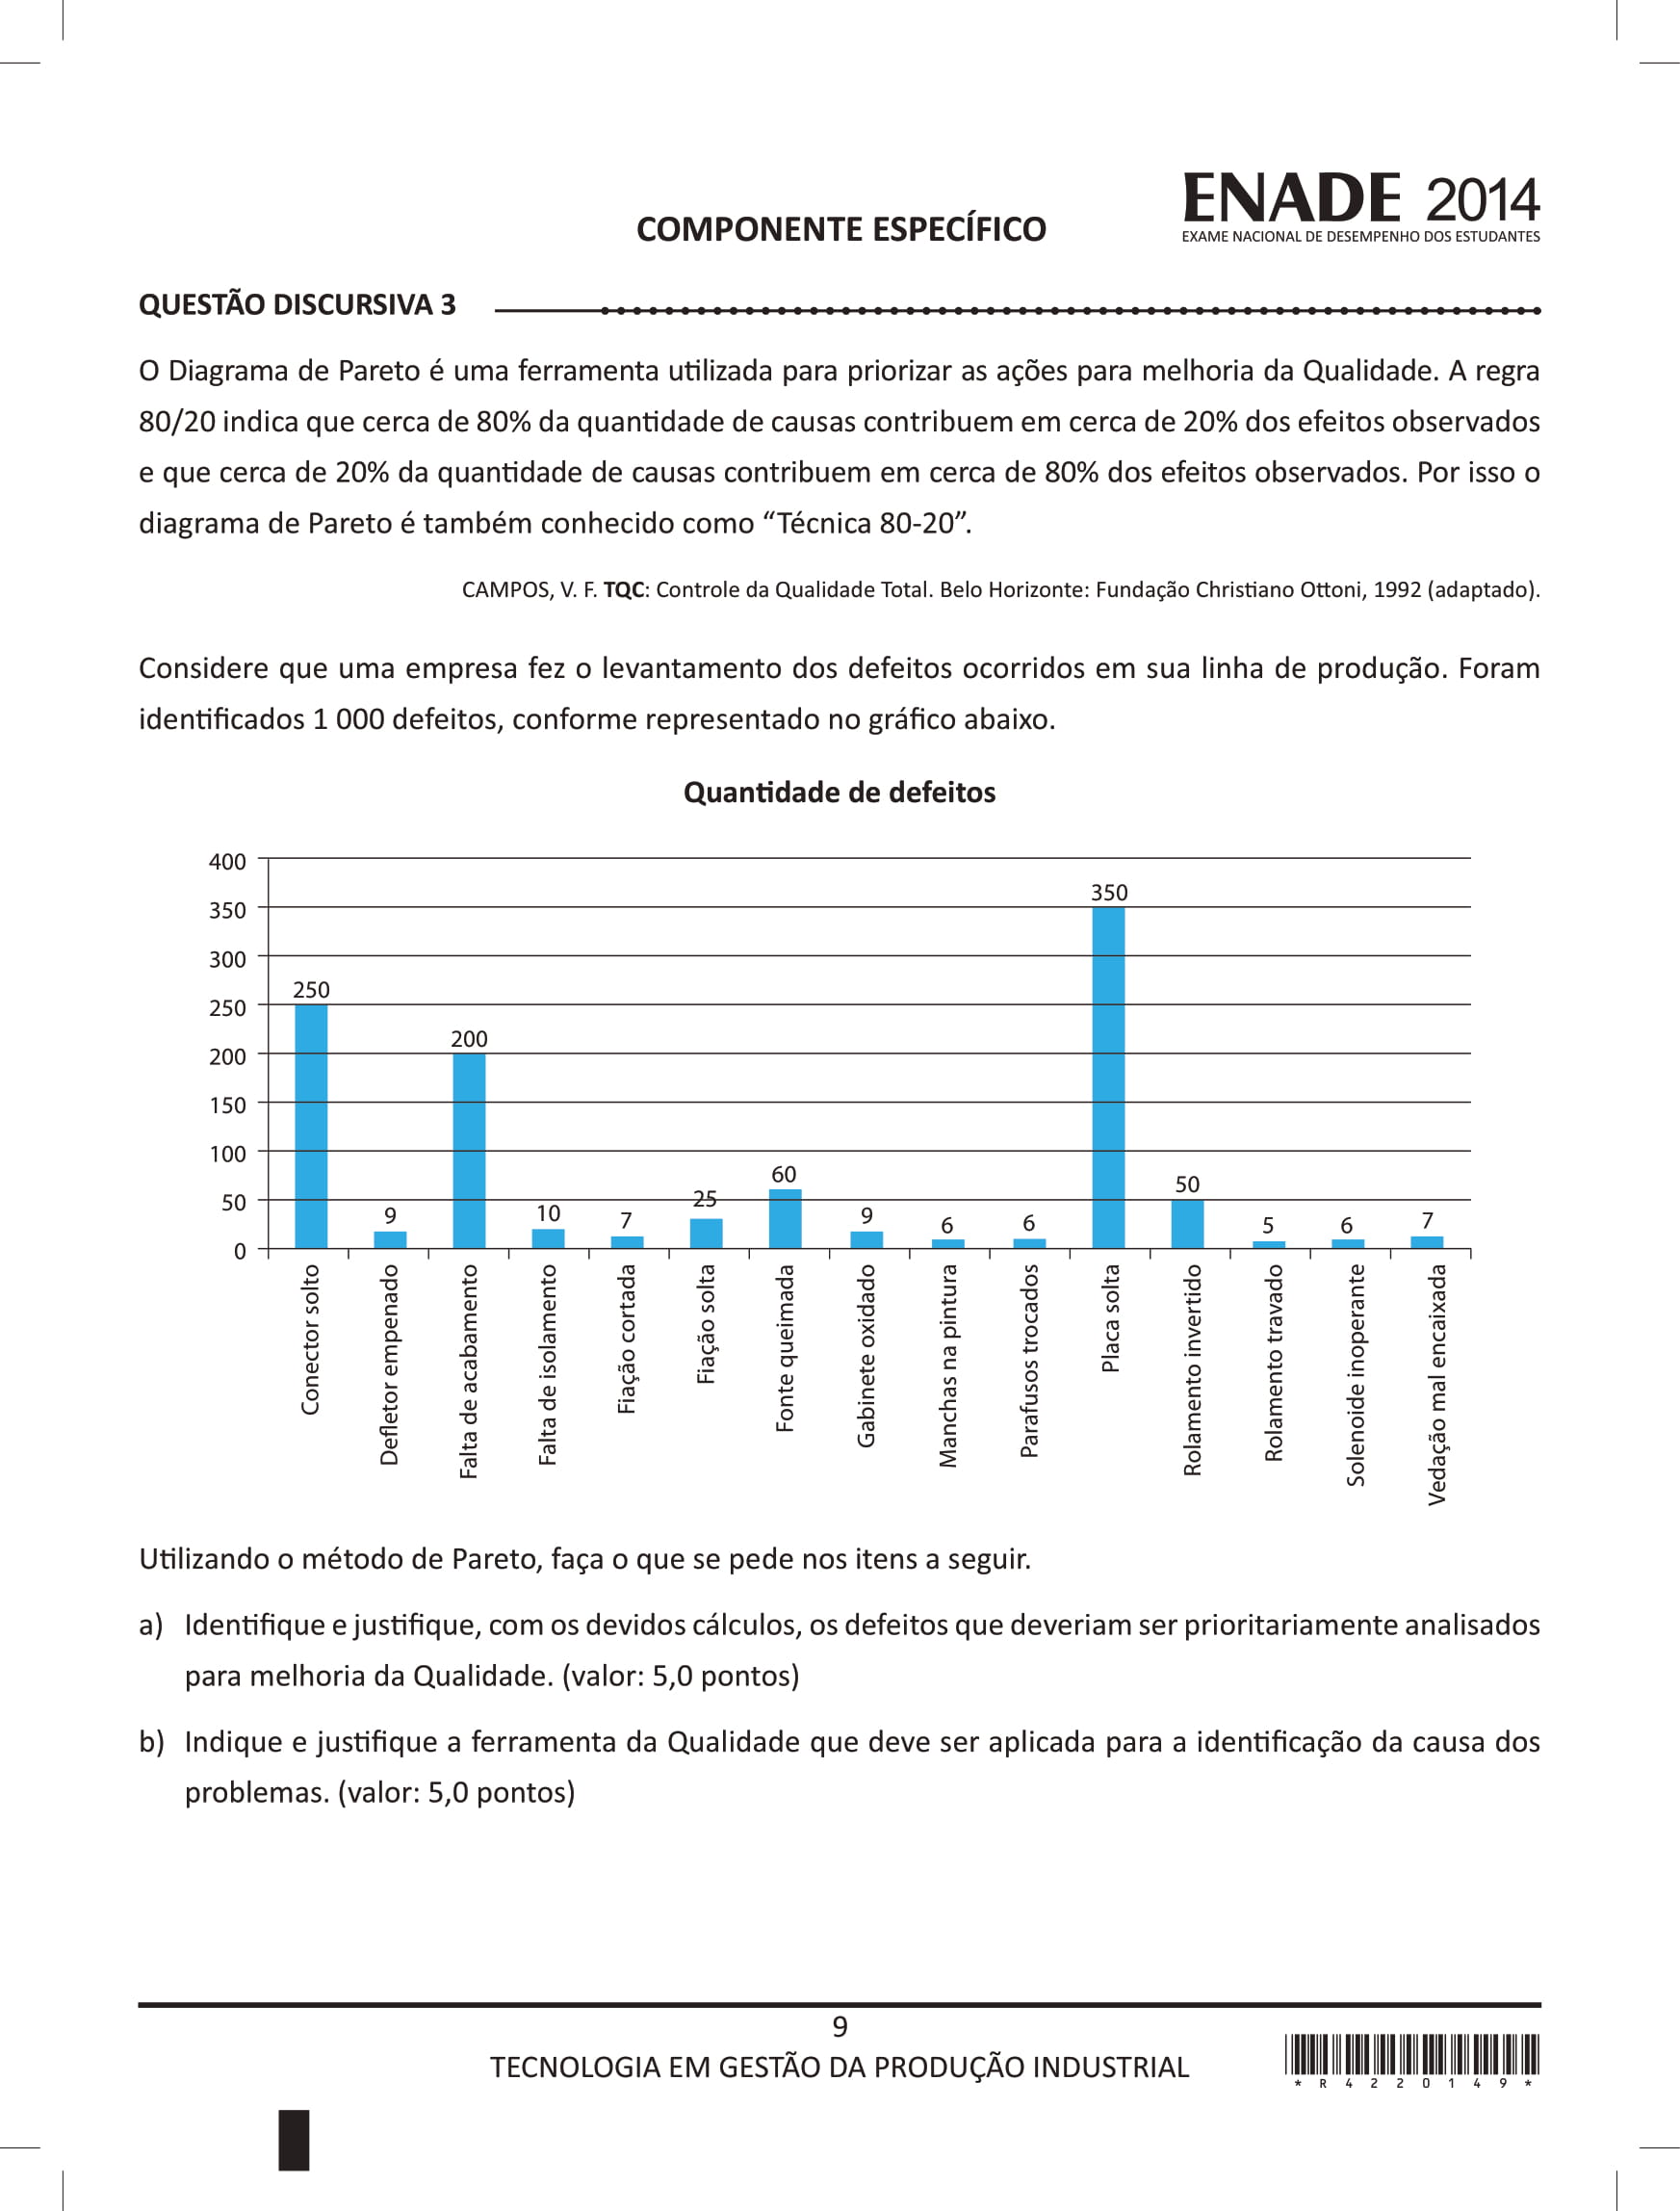 ENADE 2014
EXAME NACIONAL DE DESEMPENHO DOS ESTUDANTES
COMPONENTE ESPECÍFICO
QUESTÃO DISCURSIVA 3
O Diagrama de Pareto é uma ferramenta utilizada para priorizar as ações para melhoria da Qualidade. A regra
80/20 indica que cerca de 80% da quantidade de causas contribuem em cerca de 20% dos efeitos observados
e que cerca de 20% da quantidade de causas contribuem em cerca de 80% dos efeitos observados. Por isso o
diagrama de Pareto é também conhecido como “Técnica 80-20”.
CAMPOS, V. F. TQC: Controle da Qualidade Total. Belo Horizonte: Fundação Christiano Ottoni, 1992 (adaptado).
Considere que uma empresa fez o levantamento dos defeitos ocorridos em sua linha de produção. Foram
identificados 1 000 defeitos, conforme representado no gráfico abaixo.
Quantidade de defeitos
400
350
300
250
200
150
100
50
0
250
9
200
10
7
25
60
9
6
6
350
50
5
6
7
Conector solto
Defletor empenado
Falta de acabamento
Falta de isolamento
Fiação cortada
Fiação solta
Fonte queimada
Gabinete oxidado
Manchas na pintura
Parafusos trocados
Placa solta
Rolamento invertido
Rolamento travado
Solenoide inoperante
Vedação mal encaixada
Utilizando o método de Pareto, faça o que se pede nos itens a seguir.
a) Identifique e justifique, com os devidos cálculos, os defeitos que deveriam ser prioritariamente analisados
para melhoria da Qualidade. (valor: 5,0 pontos)
b) Indique e justifique a ferramenta da Qualidade que deve ser aplicada para a identificação da causa dos
problemas. (valor: 5,0 pontos)
9
TECNOLOGIA EM GESTÃO DA PRODUÇÃO INDUSTRIAL
* R 4 2 2 0 1 4 9 *